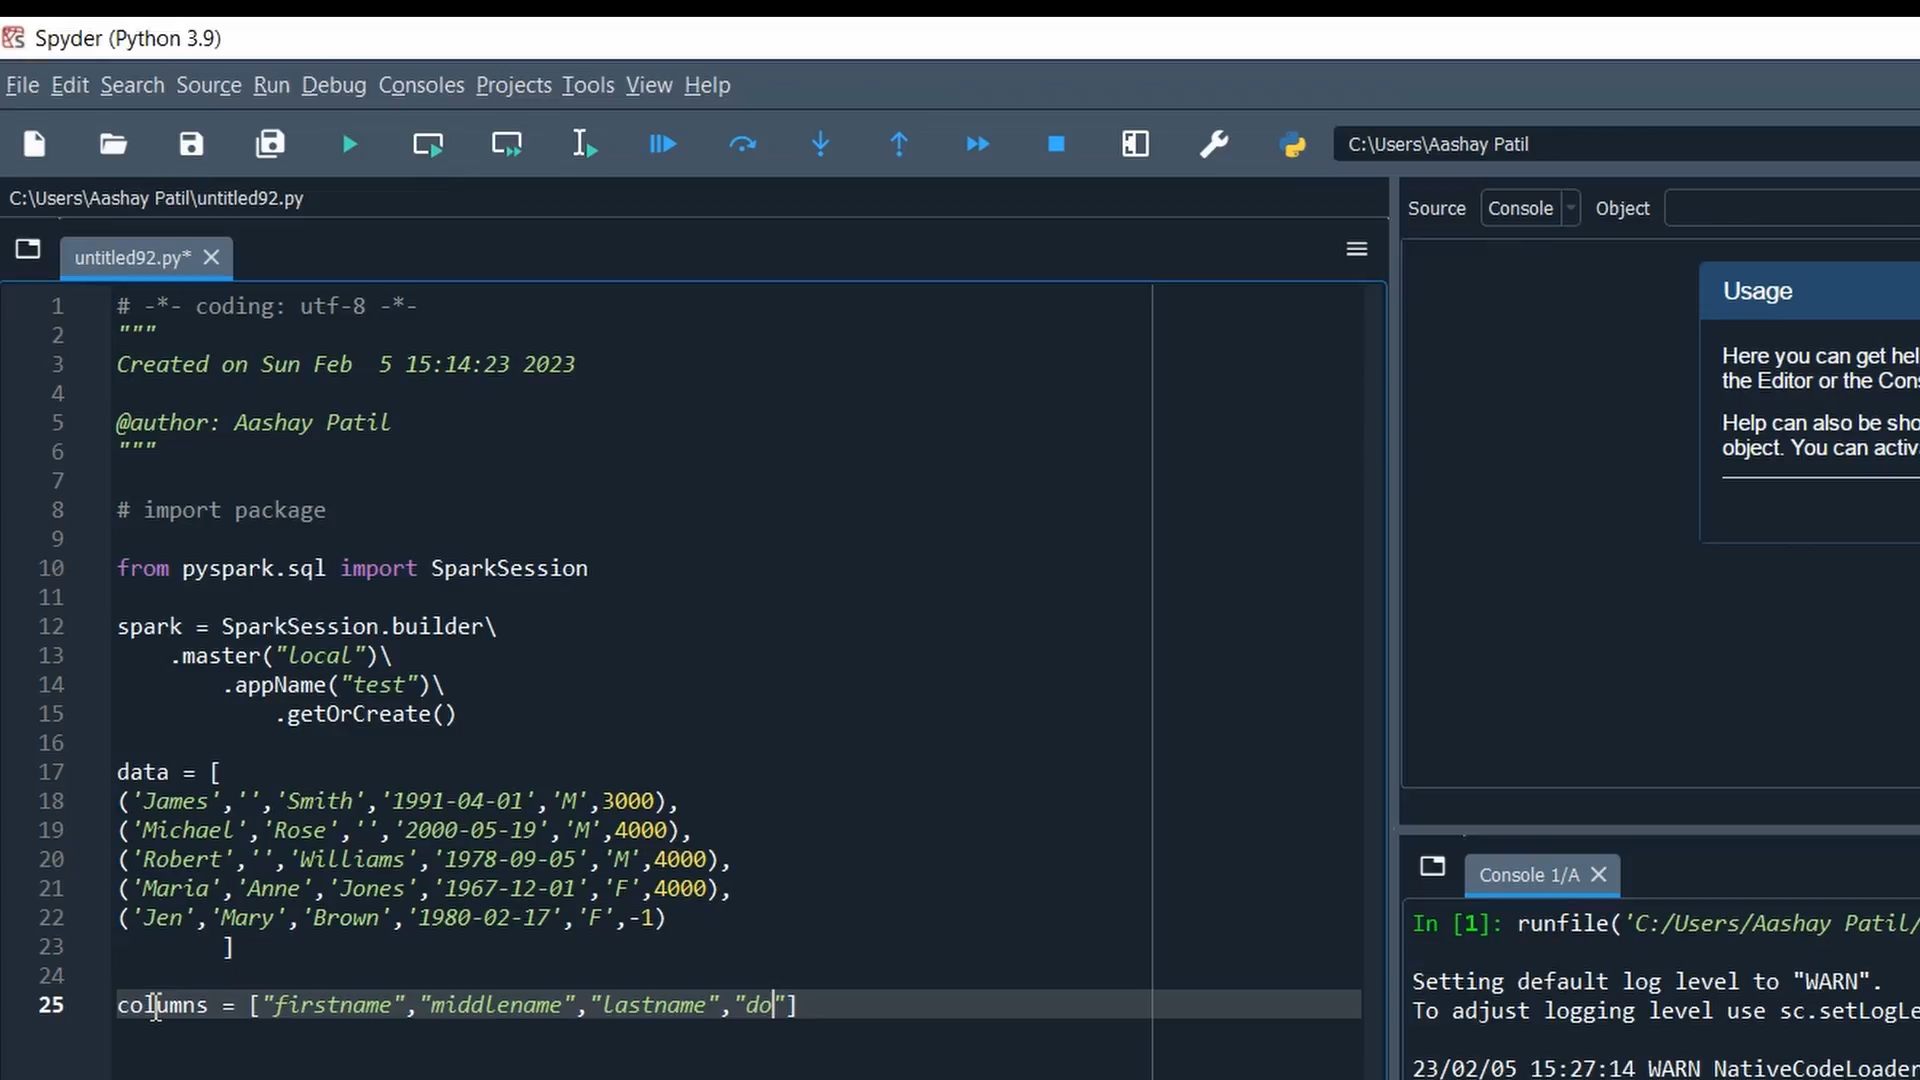 Spyder (Python 3.9)
File Edit Search Source Run Debug Consoles Projects Tools View Help
C:\Users\Aashay Patil
C:\Users\Aashay Patil\untitled92.py
Source Console Object
untitled92.py*
Usage
Here you can get hel
the Editor or the Cons
Help can also be sho
object. You can activ
1 # -*- coding: utf-8 -*-
2 """
3 Created on Sun Feb  5 15:14:23 2023
4
5 @author: Aashay Patil
6 """
7
8 # import package
9
10 from pyspark.sql import SparkSession
11
12 spark = SparkSession.builder\
13     .master("local")\
14         .appName("test")\
15             .getOrCreate()
16
17 data = [
18 ('James','','Smith','1991-04-01','M',3000),
19 ('Michael','Rose','','2000-05-19','M',4000),
20 ('Robert','','Williams','1978-09-05','M',4000),
21 ('Maria','Anne','Jones','1967-12-01','F',4000),
22 ('Jen','Mary','Brown','1980-02-17','F',-1)
23         ]
24
25 columns = ["firstname","middlename","lastname","do"]
Console 1/A
In [1]: runfile('C:/Users/Aashay Patil/
Setting default log level to "WARN".
To adjust logging level use sc.setLogLe
23/02/05 15:27:14 WARN NativeCodeLoader